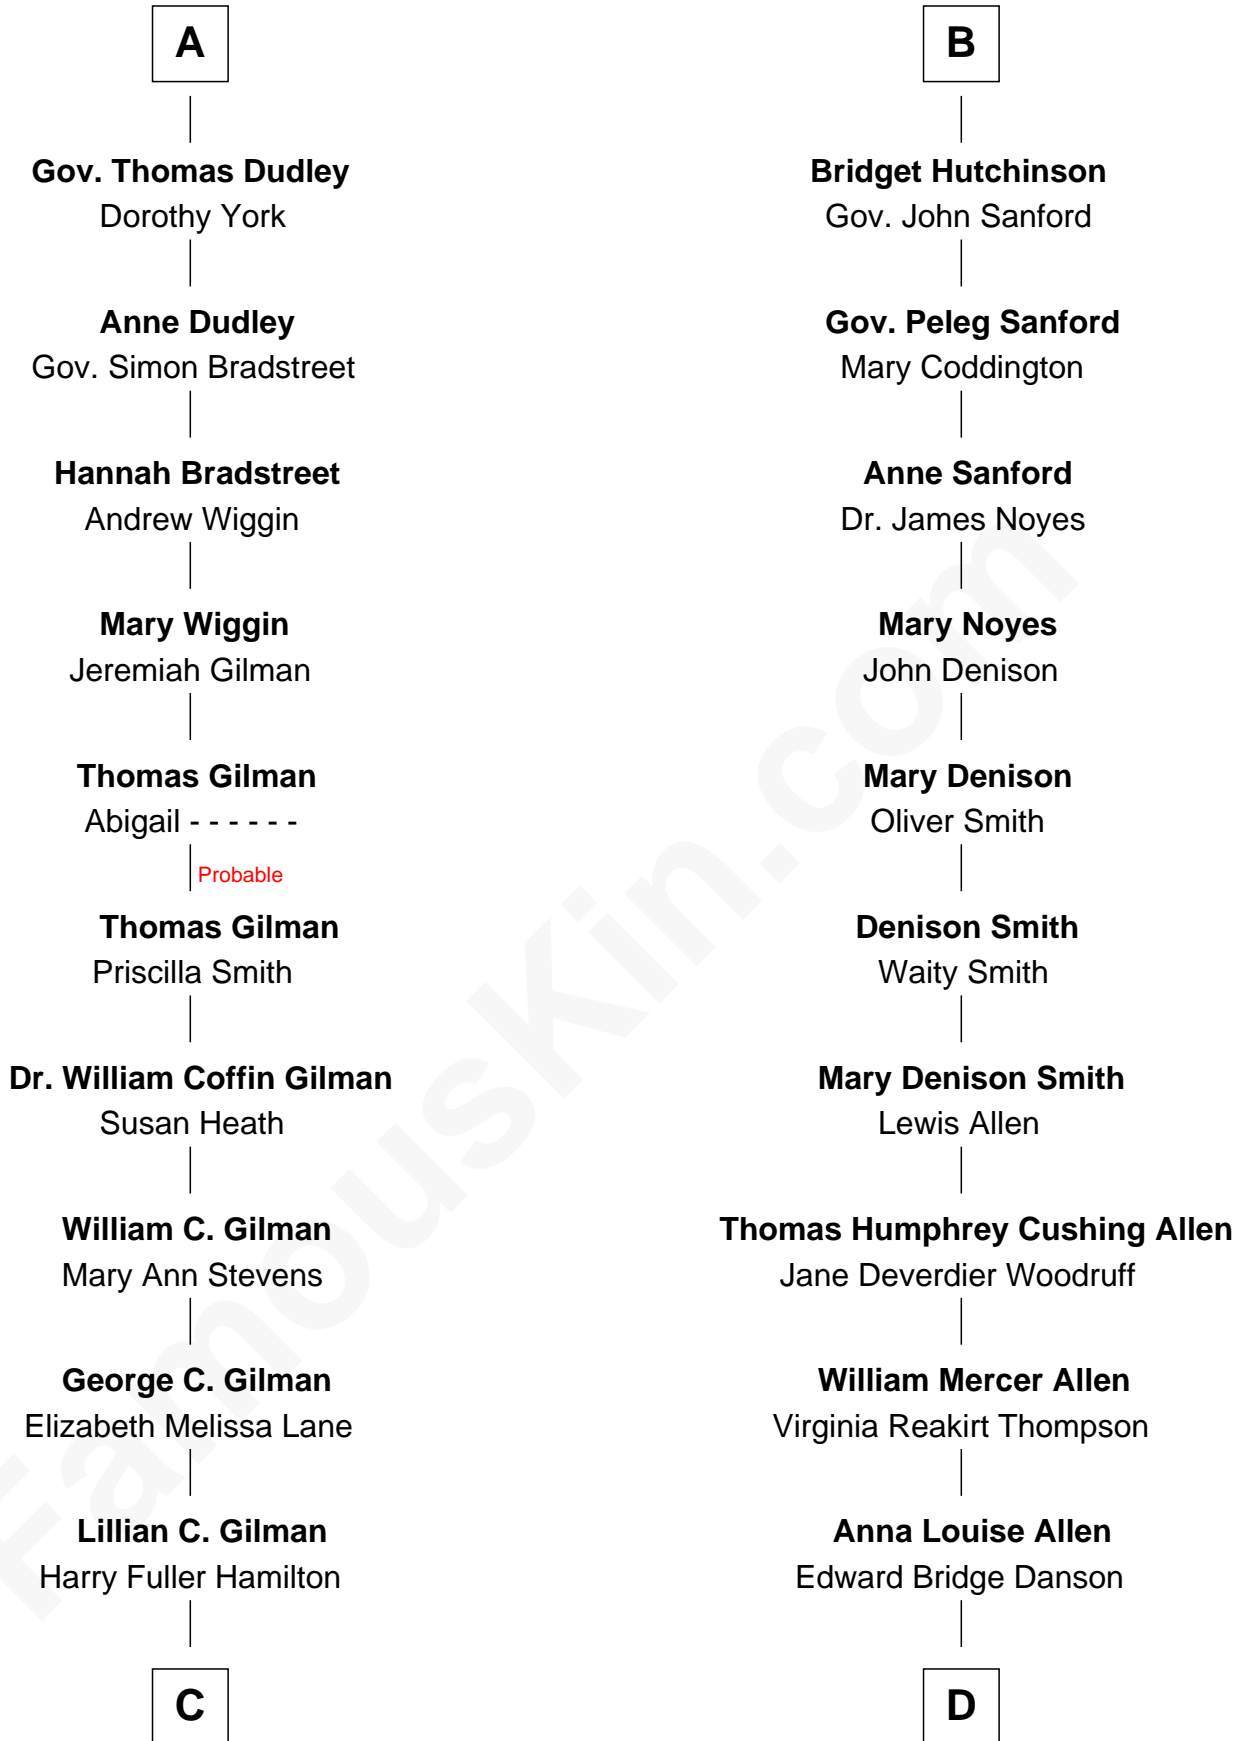 A
Gov. Thomas Dudley
Dorothy York
Anne Dudley
Gov. Simon Bradstreet
Hannah Bradstreet
Andrew Wiggin
Mary Wiggin
Jeremiah Gilman
Thomas Gilman
Abigail - - - - - -
Probable
Thomas Gilman
Priscilla Smith
Dr. William Coffin Gilman
Susan Heath
William C. Gilman
Mary Ann Stevens
George C. Gilman
Elizabeth Melissa Lane
Lillian C. Gilman
Harry Fuller Hamilton
C
B
Bridget Hutchinson
Gov. John Sanford
Gov. Peleg Sanford
Mary Coddington
Anne Sanford
Dr. James Noyes
Mary Noyes
John Denison
Mary Denison
Oliver Smith
Denison Smith
Waity Smith
Mary Denison Smith
Lewis Allen
Thomas Humphrey Cushing Allen
Jane Deverdier Woodruff
William Mercer Allen
Virginia Reakirt Thompson
Anna Louise Allen
Edward Bridge Danson
D
FamousKin.com